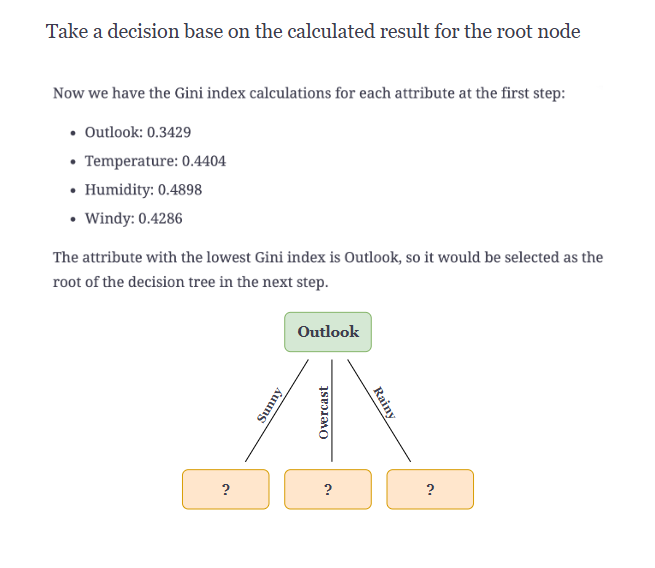 Take a decision base on the calculated result for the root node
Now we have the Gini index calculations for each attribute at the first step:
• Outlook: 0.3429
• Temperature: 0.4404
• Humidity: 0.4898
• Windy: 0.4286
The attribute with the lowest Gini index is Outlook, so it would be selected as the
root of the decision tree in the next step.
Outlook
Sunny
Overcast
Rainy
?
?
?